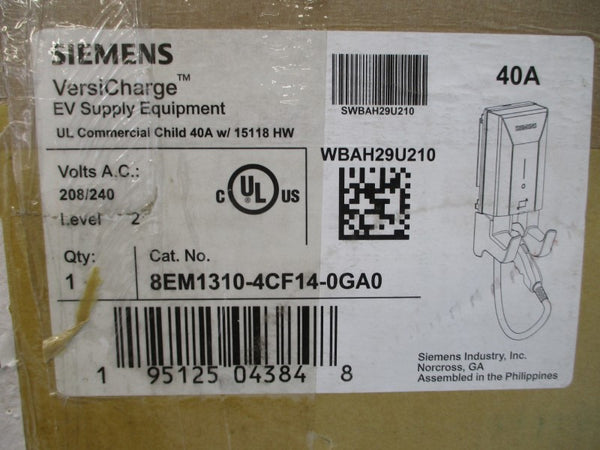 SIEMENS
VersiCharge™
EV Supply Equipment
UL Commercial Child 40A w/ 15118 HW
SWBAH29U210
40A
Volts A.C.:
208/240
Level 2
C UL US
WBAH29U210
SIEMENS
Qty:
1
Cat. No.
8EM1310-4CF14-0GA0
1 95125 04384 8
Siemens Industry, Inc.
Norcross, GA
Assembled in the Philippines